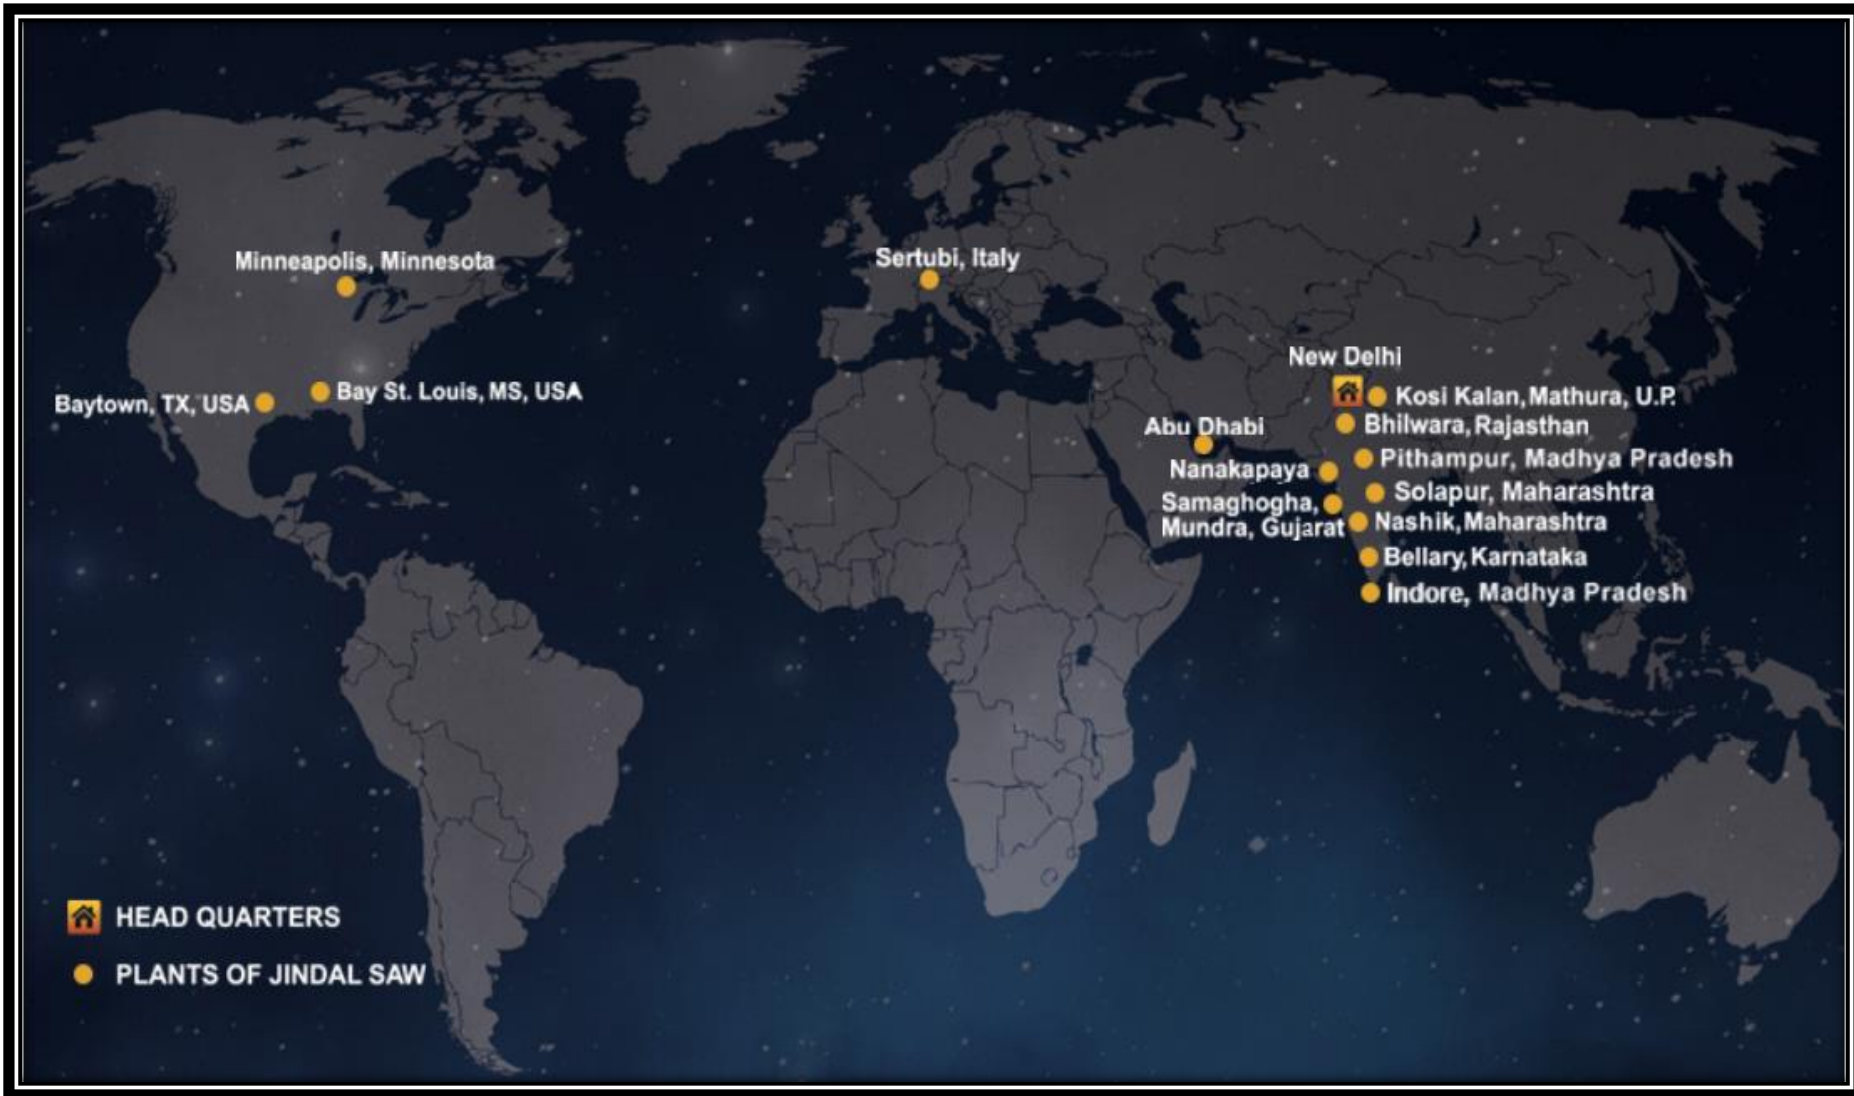 Minneapolis, Minnesota
Sertubi, Italy
New Delhi
Baytown, TX, USA
Bay St. Louis, MS, USA
Kosi Kalan, Mathura, U.P.
Abu Dhabi
Bhilwara, Rajasthan
Nanakapaya
Pithampur, Madhya Pradesh
Samaghogha,
Mundra, Gujarat
Solapur, Maharashtra
Nashik, Maharashtra
Bellary, Karnataka
Indore, Madhya Pradesh
HEAD QUARTERS
PLANTS OF JINDAL SAW